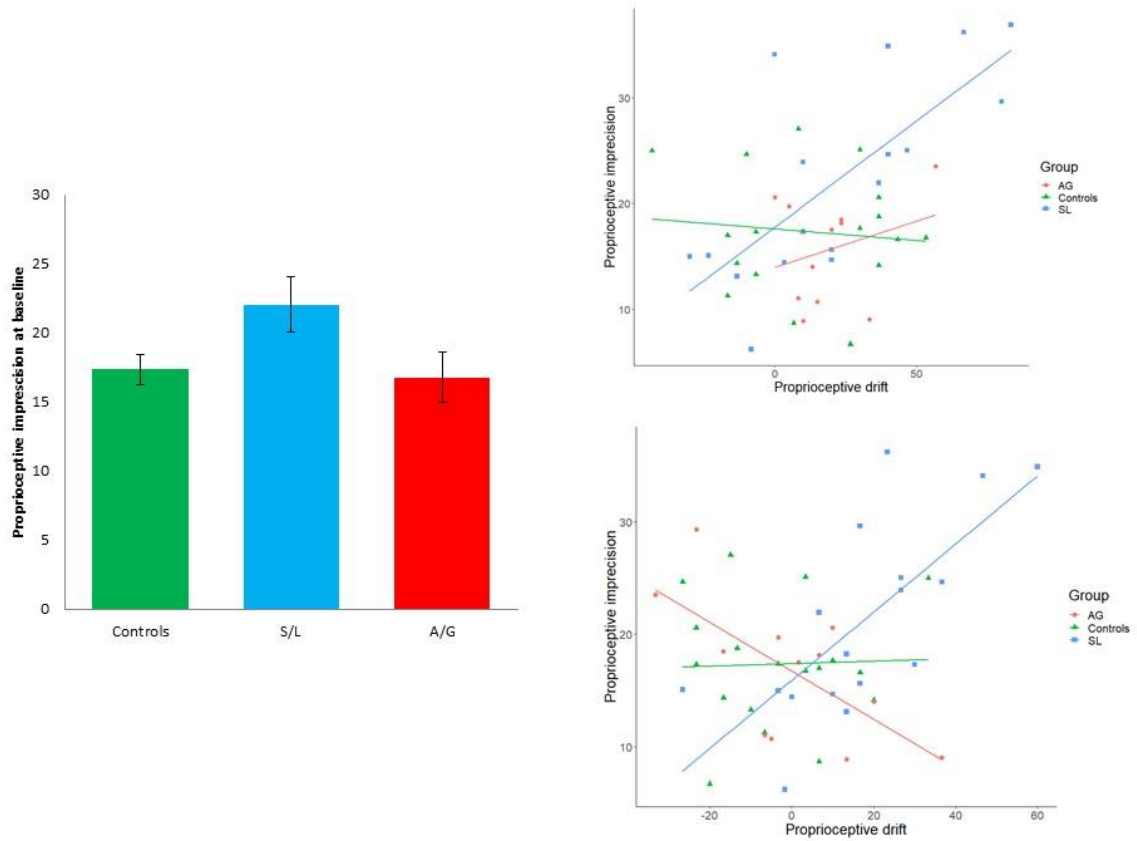 Proprioceptive imprescision at baseline
30
25
20
15
10
5
0
Controls
S/L
A/G
Proprioceptive imprecision
30
20
10
0
50
Proprioceptive drift
Group
AG
Controls
SL
Proprioceptive imprecision
30
20
10
-20
0
20
40
60
Proprioceptive drift
Group
AG
Controls
SL